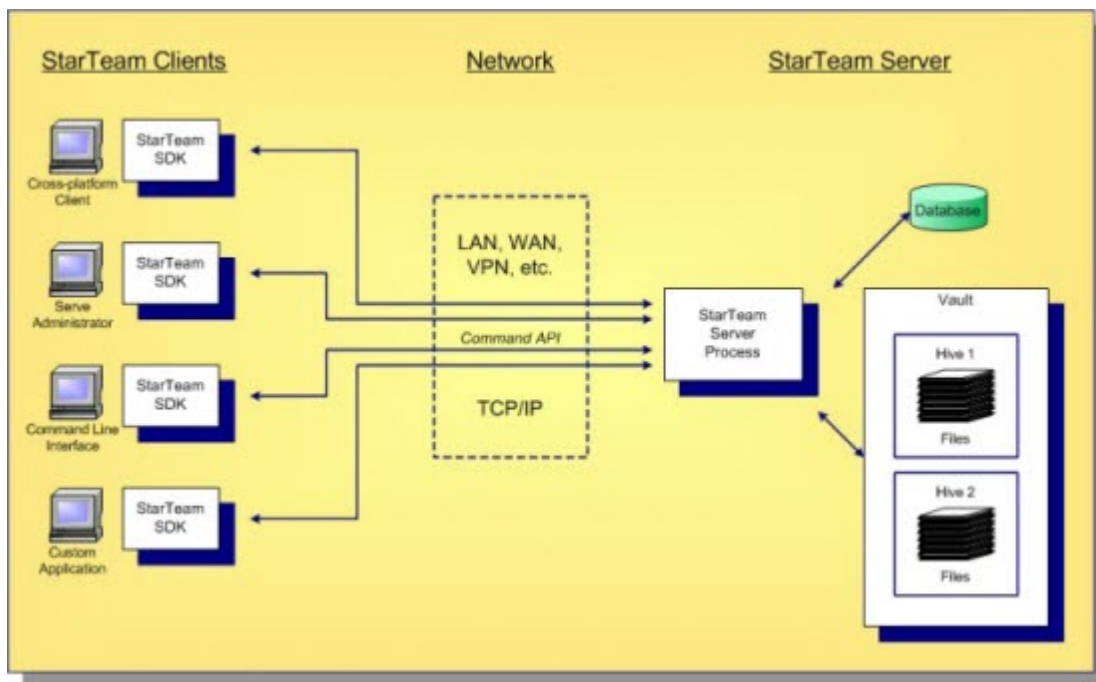 StarTeam Clients
Network
StarTeam Server
StarTeam
SDK
Cross-platform
Client
StarTeam
SDK
Serve
Administrator
StarTeam
SDK
Command Line
Interface
StarTeam
SDK
Custom
Application
LAN, WAN,
VPN, etc.
Command API
TCP/IP
StarTeam
Server
Process
Database
Vault
Hive 1
Files
Hive 2
Files